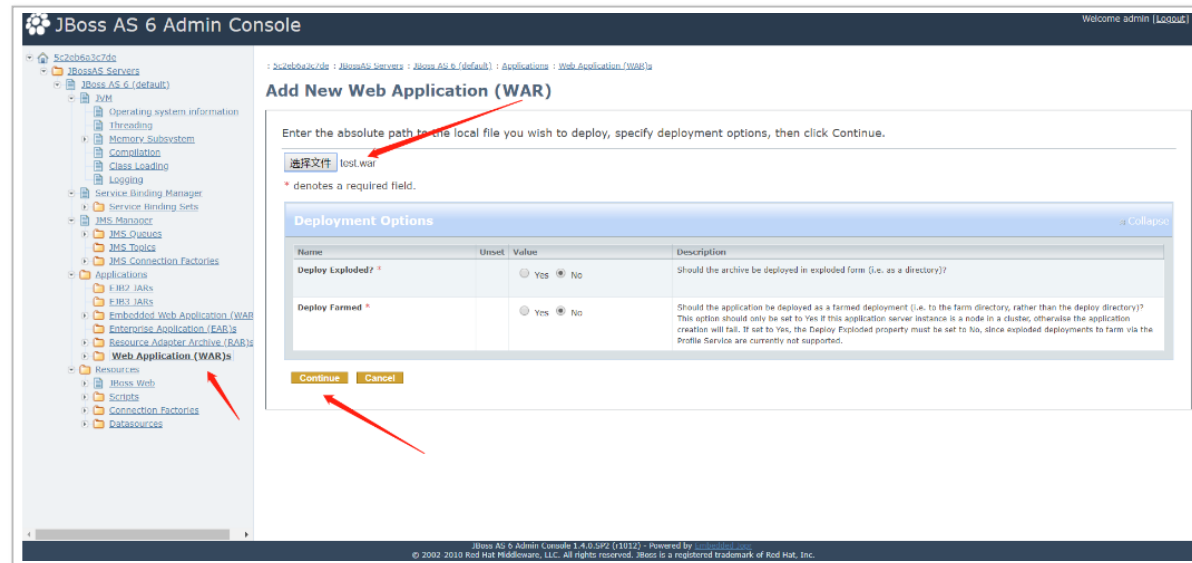 JBoss AS 6 Admin Console
Welcome admin [Logout]
5c2eb6a3c7de
JBossAS Servers
JBoss AS 6 (default)
JVM
Operating system information
Threading
Memory Subsystem
Compilation
Class Loading
Logging
Service Binding Manager
Service Binding Sets
JMS Manager
JMS Queues
JMS Topics
JMS Connection Factories
Applications
EJB2 JARs
EJB3 JARs
Embedded Web Application (WAR
Enterprise Application (EAR)s
Resource Adapter Archive (RAR)s
Web Application (WAR)s
Resources
JBoss Web
Scripts
Connection Factories
Datasources
: 5c2eb6a3c7de : JBossAS Servers : JBoss AS 6 (default) : Applications : Web Application (WAR)s
Add New Web Application (WAR)
Enter the absolute path to the local file you wish to deploy, specify deployment options, then click Continue.
选择文件 test.war
* denotes a required field.
Deployment Options
Collapse
Name Unset Value Description
Deploy Exploded? * Yes No Should the archive be deployed in exploded form (i.e. as a directory)?
Deploy Farmed * Yes No Should the application be deployed as a farmed deployment (i.e. to the farm directory, rather than the deploy directory)?
This option should only be set to Yes if this application server instance is a node in a cluster, otherwise the application
creation will fail. If set to Yes, the Deploy Exploded property must be set to No, since exploded deployments to farm via the
Profile Service are currently not supported.
Continue Cancel
JBoss AS 6 Admin Console 1.4.0.SP2 (r1012) - Powered by Embedded Jopr
© 2002 2010 Red Hat Middleware, LLC. All rights reserved. JBoss is a registered trademark of Red Hat, Inc.